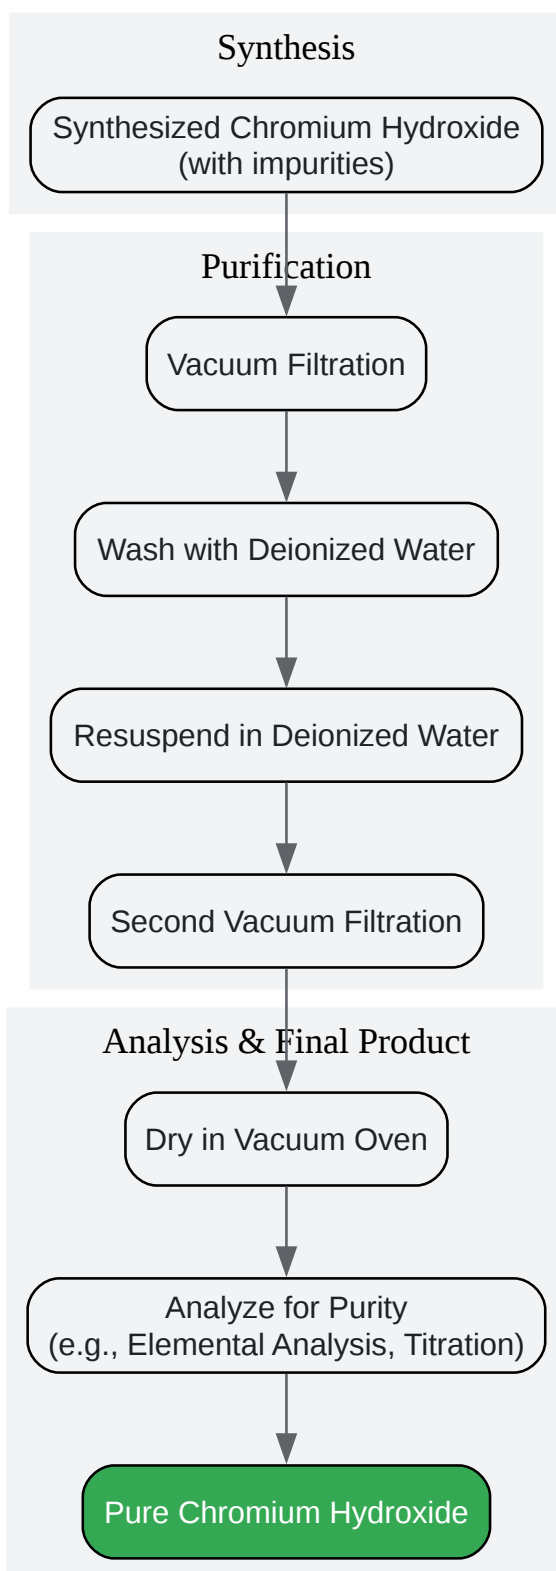 Synthesis
Synthesized Chromium Hydroxide
(with impurities)
Purification
Vacuum Filtration
Wash with Deionized Water
Resuspend in Deionized Water
Second Vacuum Filtration
Analysis & Final Product
Dry in Vacuum Oven
Analyze for Purity
(e.g., Elemental Analysis, Titration)
Pure Chromium Hydroxide